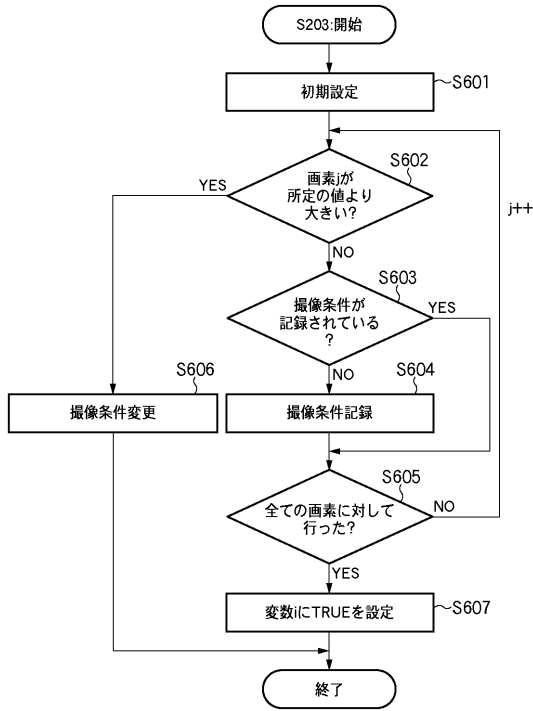 S203:開始
S601
初期設定
S602
画素jが
所定の値より
大きい?
YES
NO
j++
S603
撮像条件が
記録されている
?
YES
NO
S606
撮像条件変更
S604
撮像条件記録
S605
全ての画素に対して
行った?
NO
YES
S607
変数iにTRUEを設定
終了